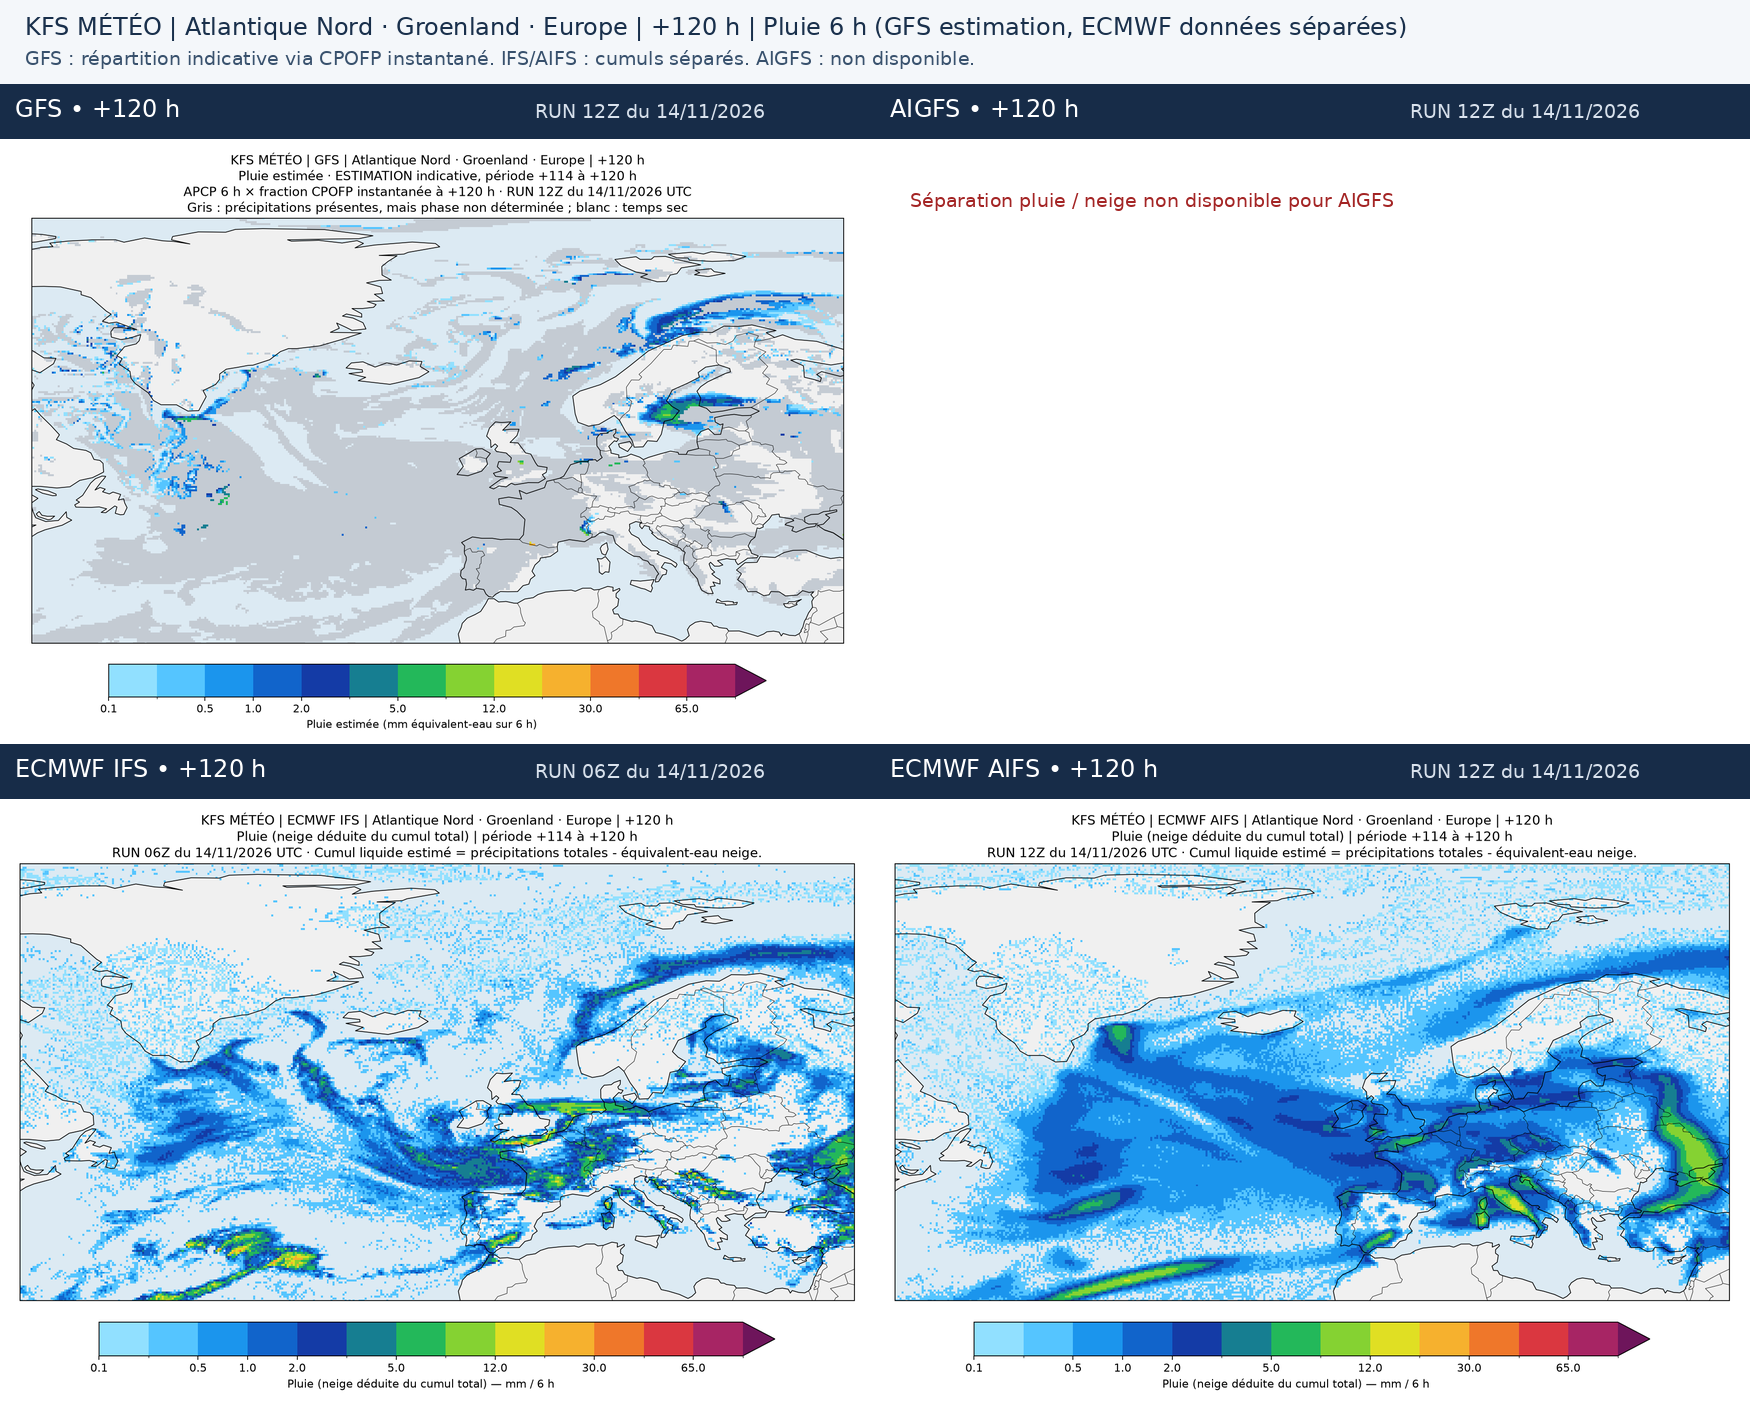 KFS MÉTÉO | Atlantique Nord · Groenland · Europe | +120 h | Pluie 6 h (GFS estimation, ECMWF données séparées)
GFS : répartition indicative via CPOFP instantané. IFS/AIFS : cumuls séparés. AIGFS : non disponible.
GFS • +120 h
RUN 12Z du 14/11/2026
AIGFS • +120 h
RUN 12Z du 14/11/2026
KFS MÉTÉO | GFS | Atlantique Nord · Groenland · Europe | +120 h
Pluie estimée · ESTIMATION indicative, période +114 à +120 h
APCP 6 h × fraction CPOFP instantanée à +120 h · RUN 12Z du 14/11/2026 UTC
Gris : précipitations présentes, mais phase non déterminée ; blanc : temps sec
Séparation pluie / neige non disponible pour AIGFS
0.1 0.5 1.0 2.0 5.0 12.0 30.0 65.0
Pluie estimée (mm équivalent-eau sur 6 h)
ECMWF IFS • +120 h
RUN 06Z du 14/11/2026
ECMWF AIFS • +120 h
RUN 12Z du 14/11/2026
KFS MÉTÉO | ECMWF IFS | Atlantique Nord · Groenland · Europe | +120 h
Pluie (neige déduite du cumul total) | période +114 à +120 h
RUN 06Z du 14/11/2026 UTC · Cumul liquide estimé = précipitations totales - équivalent-eau neige.
0.1 0.5 1.0 2.0 5.0 12.0 30.0 65.0
Pluie (neige déduite du cumul total) — mm / 6 h
KFS MÉTÉO | ECMWF AIFS | Atlantique Nord · Groenland · Europe | +120 h
Pluie (neige déduite du cumul total) | période +114 à +120 h
RUN 12Z du 14/11/2026 UTC · Cumul liquide estimé = précipitations totales - équivalent-eau neige.
0.1 0.5 1.0 2.0 5.0 12.0 30.0 65.0
Pluie (neige déduite du cumul total) — mm / 6 h